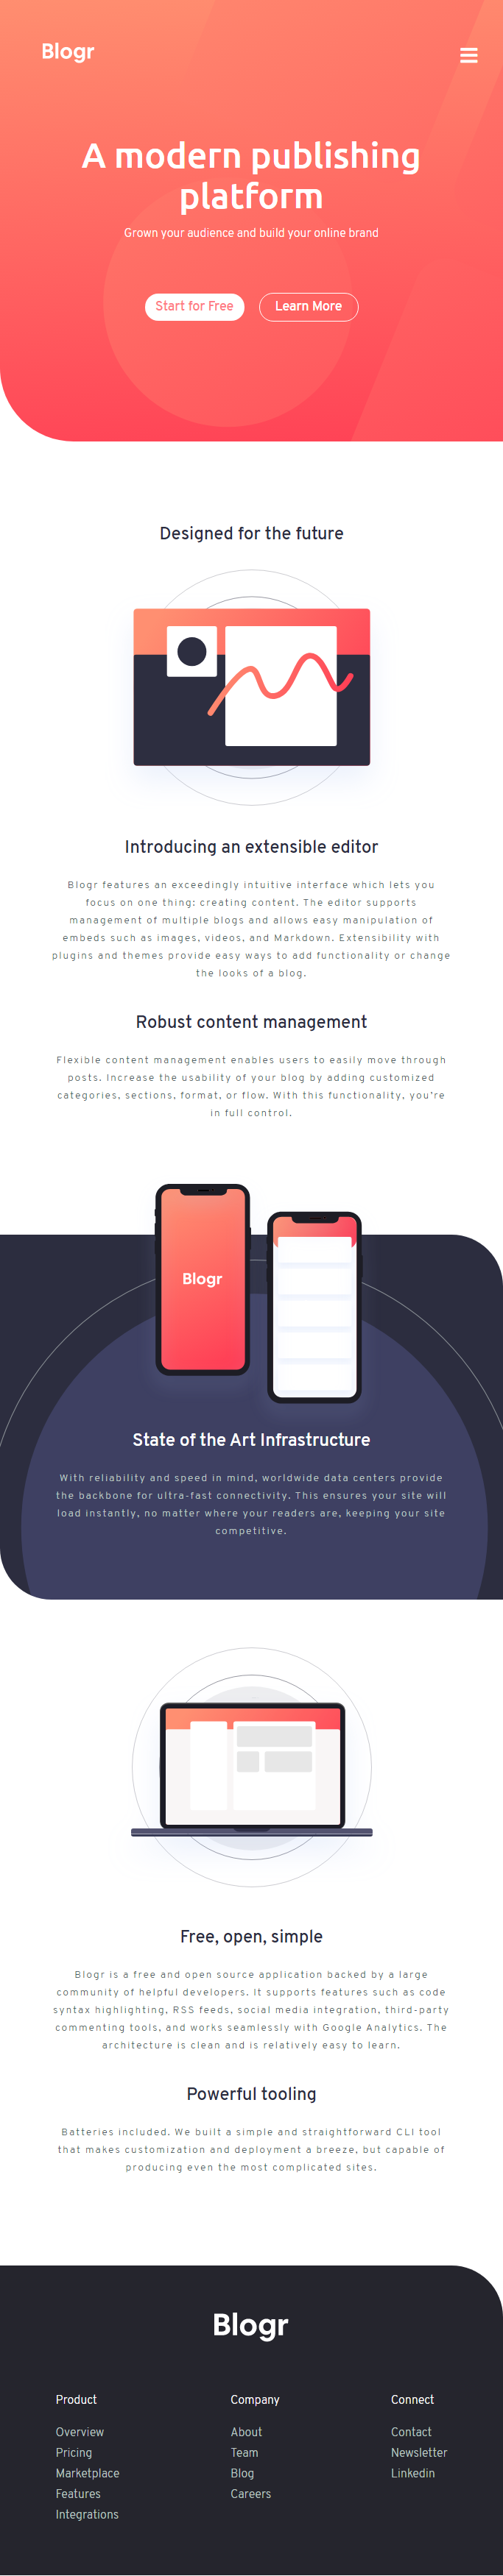 Blogr
A modern publishing
platform
Grown your audience and build your online brand
Start for Free
Learn More
Designed for the future
Introducing an extensible editor
Blogr features an exceedingly intuitive interface which lets you
focus on one thing: creating content. The editor supports
management of multiple blogs and allows easy manipulation of
embeds such as images, videos, and Markdown. Extensibility with
plugins and themes provide easy ways to add functionality or change
the looks of a blog.
Robust content management
Flexible content management enables users to easily move through
posts. Increase the usability of your blog by adding customized
categories, sections, format, or flow. With this functionality, you're
in full control.
Blogr
State of the Art Infrastructure
With reliability and speed in mind, worldwide data centers provide
the backbone for ultra-fast connectivity. This ensures your site will
load instantly, no matter where your readers are, keeping your site
competitive.
Free, open, simple
Blogr is a free and open source application backed by a large
community of helpful developers. It supports features such as code
syntax highlighting, RSS feeds, social media integration, third-party
commenting tools, and works seamlessly with Google Analytics. The
architecture is clean and is relatively easy to learn.
Powerful tooling
Batteries included. We built a simple and straightforward CLI tool
that makes customization and deployment a breeze, but capable of
producing even the most complicated sites.
Blogr
Product
Overview
Pricing
Marketplace
Features
Integrations
Company
About
Team
Blog
Careers
Connect
Contact
Newsletter
Linkedin